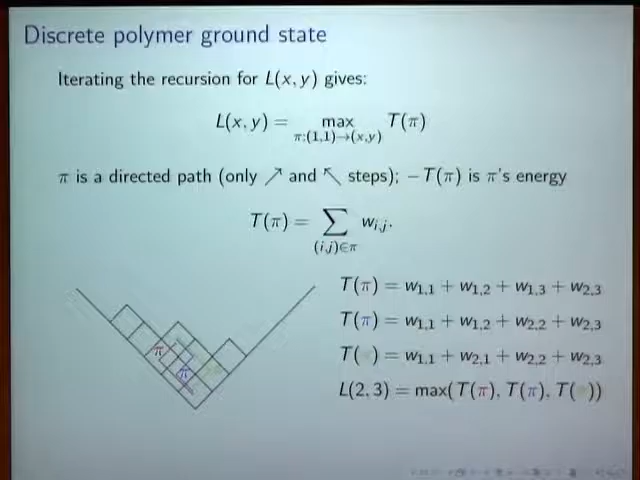 Discrete polymer ground state
Iterating the recursion for L(x, y) gives:
L(x, y) = max T(π)
π:(1,1)→(x,y)
π is a directed path (only ↗ and ↖ steps); −T(π) is π's energy
T(π) = ∑ w_{i,j}.
(i,j)∈π
T(π) = w_{1,1} + w_{1,2} + w_{1,3} + w_{2,3}
T(π) = w_{1,1} + w_{1,2} + w_{2,2} + w_{2,3}
T( ) = w_{1,1} + w_{2,1} + w_{2,2} + w_{2,3}
L(2, 3) = max(T(π), T(π), T( ))
π
π